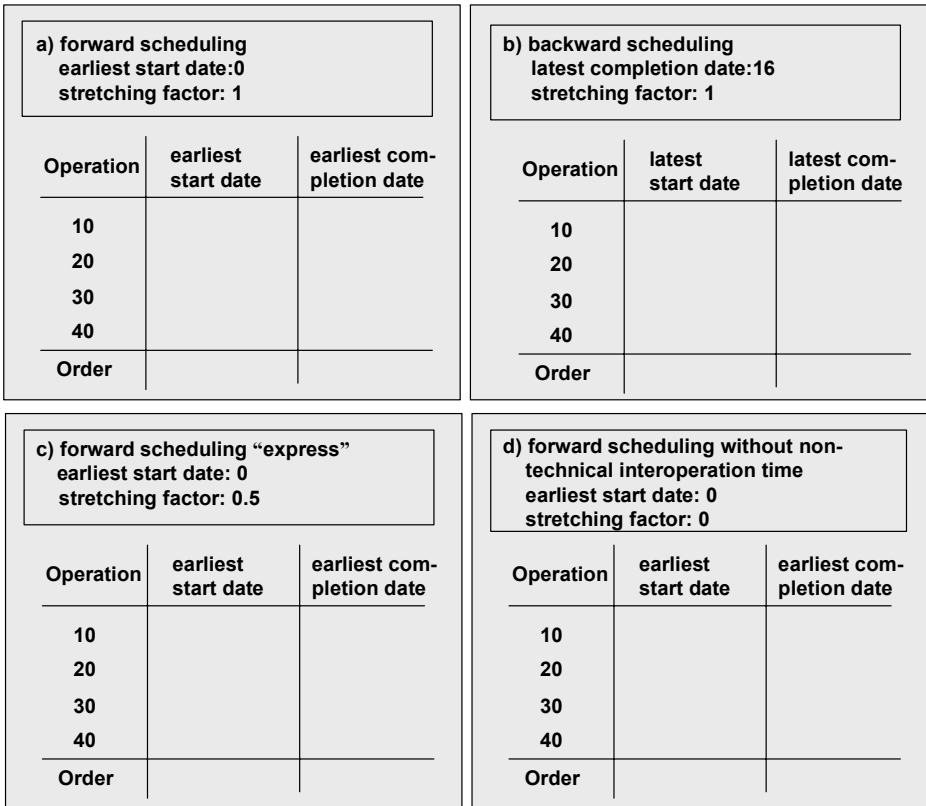 a) forward scheduling
earliest start date:0
stretching factor: 1
Operation
earliest
start date
earliest com-
pletion date
10
20
30
40
Order
b) backward scheduling
latest completion date:16
stretching factor: 1
Operation
latest
start date
latest com-
pletion date
10
20
30
40
Order
c) forward scheduling “express”
earliest start date: 0
stretching factor: 0.5
Operation
earliest
start date
earliest com-
pletion date
10
20
30
40
Order
d) forward scheduling without non-
technical interoperation time
earliest start date: 0
stretching factor: 0
Operation
earliest
start date
earliest com-
pletion date
10
20
30
40
Order